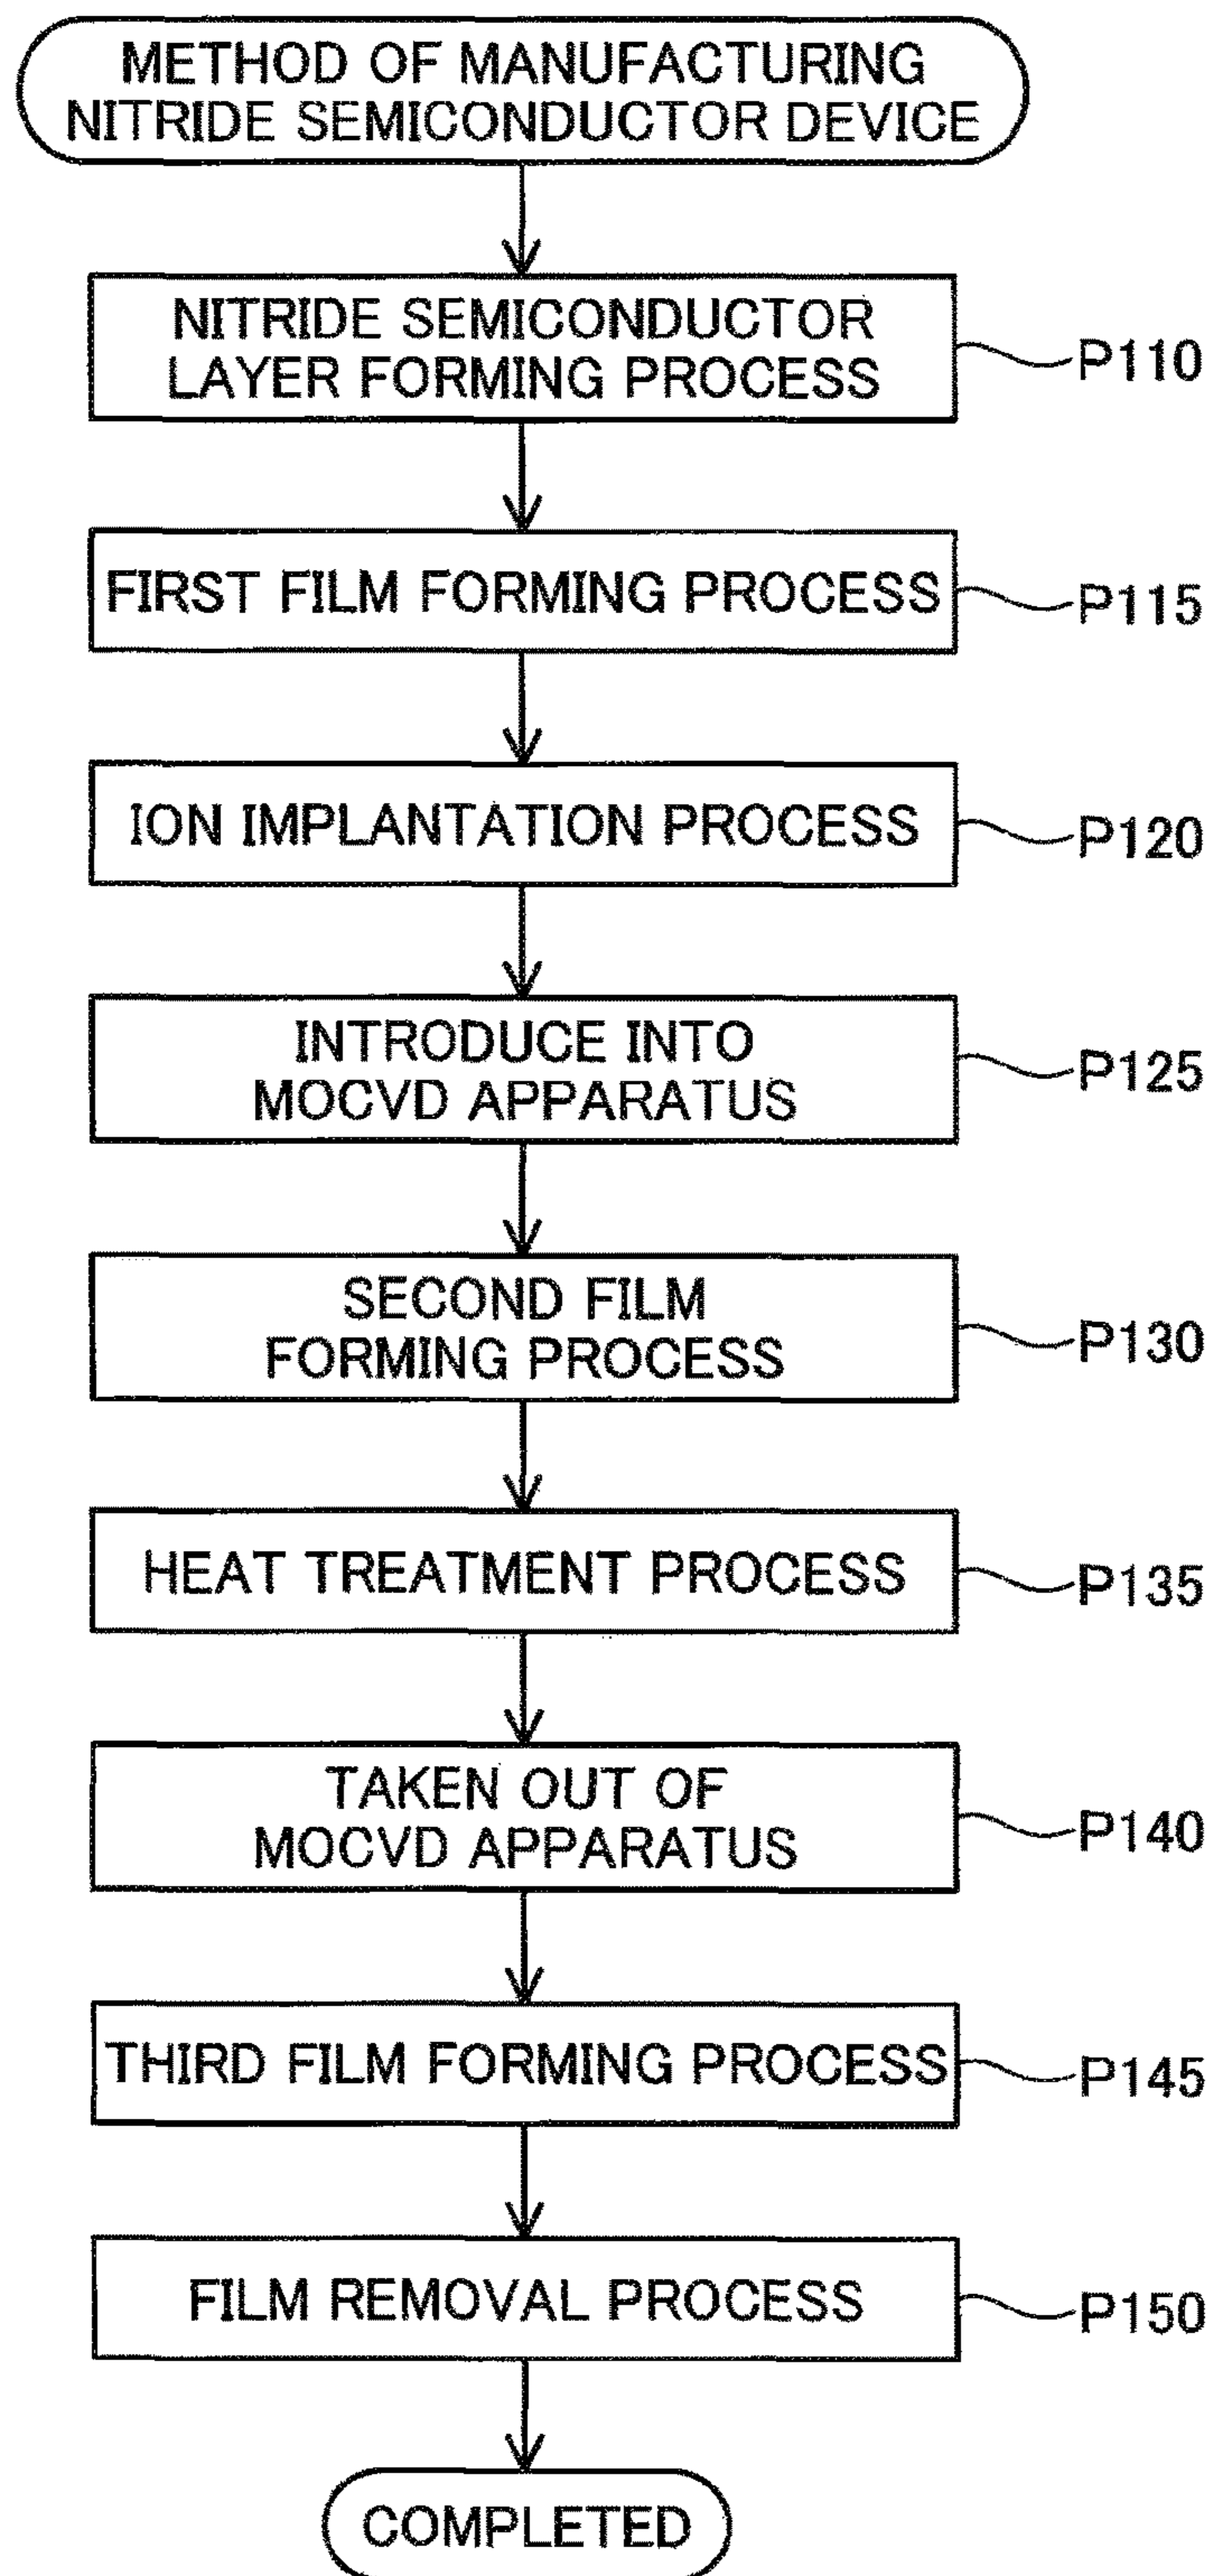 METHOD OF MANUFACTURING
NITRIDE SEMICONDUCTOR DEVICE
NITRIDE SEMICONDUCTOR
LAYER FORMING PROCESS
P110
FIRST FILM FORMING PROCESS
P115
ION IMPLANTATION PROCESS
P120
INTRODUCE INTO
MOCVD APPARATUS
P125
SECOND FILM
FORMING PROCESS
P130
HEAT TREATMENT PROCESS
P135
TAKEN OUT OF
MOCVD APPARATUS
P140
THIRD FILM FORMING PROCESS
P145
FILM REMOVAL PROCESS
P150
COMPLETED